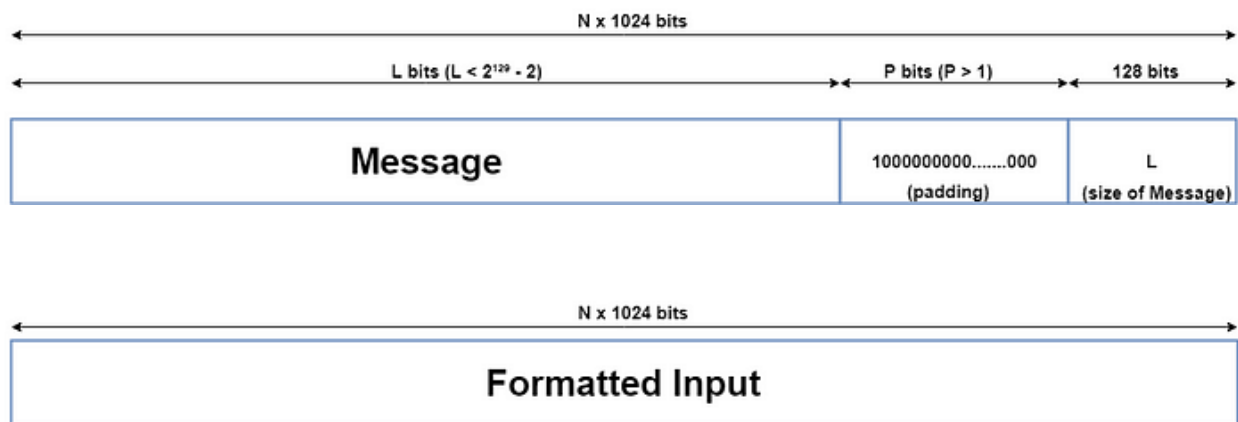 N x 1024 bits
L bits (L < 2¹²⁹ - 2) P bits (P > 1) 128 bits
Message 1000000000.......000 L
(padding) (size of Message)
N x 1024 bits
Formatted Input